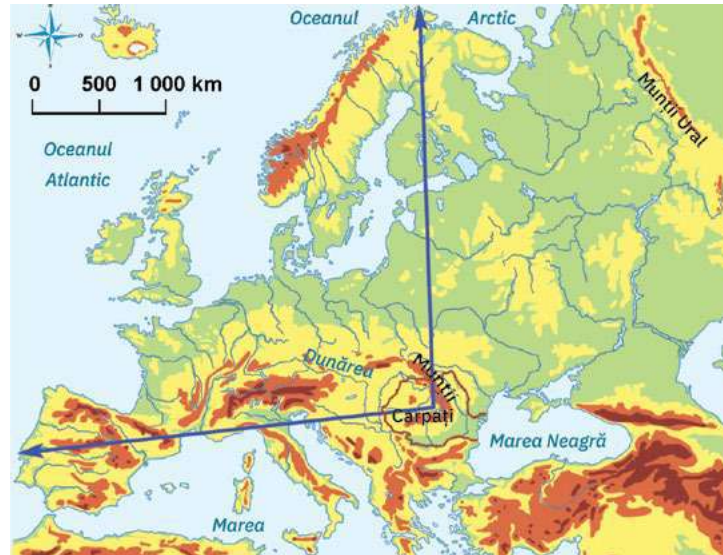 Oceanul
Arctic
N
V
O
S
0 500 1 000 km
Munții Ural
Oceanul
Atlantic
Dunărea
Munții
Carpați
Marea Neagră
Marea